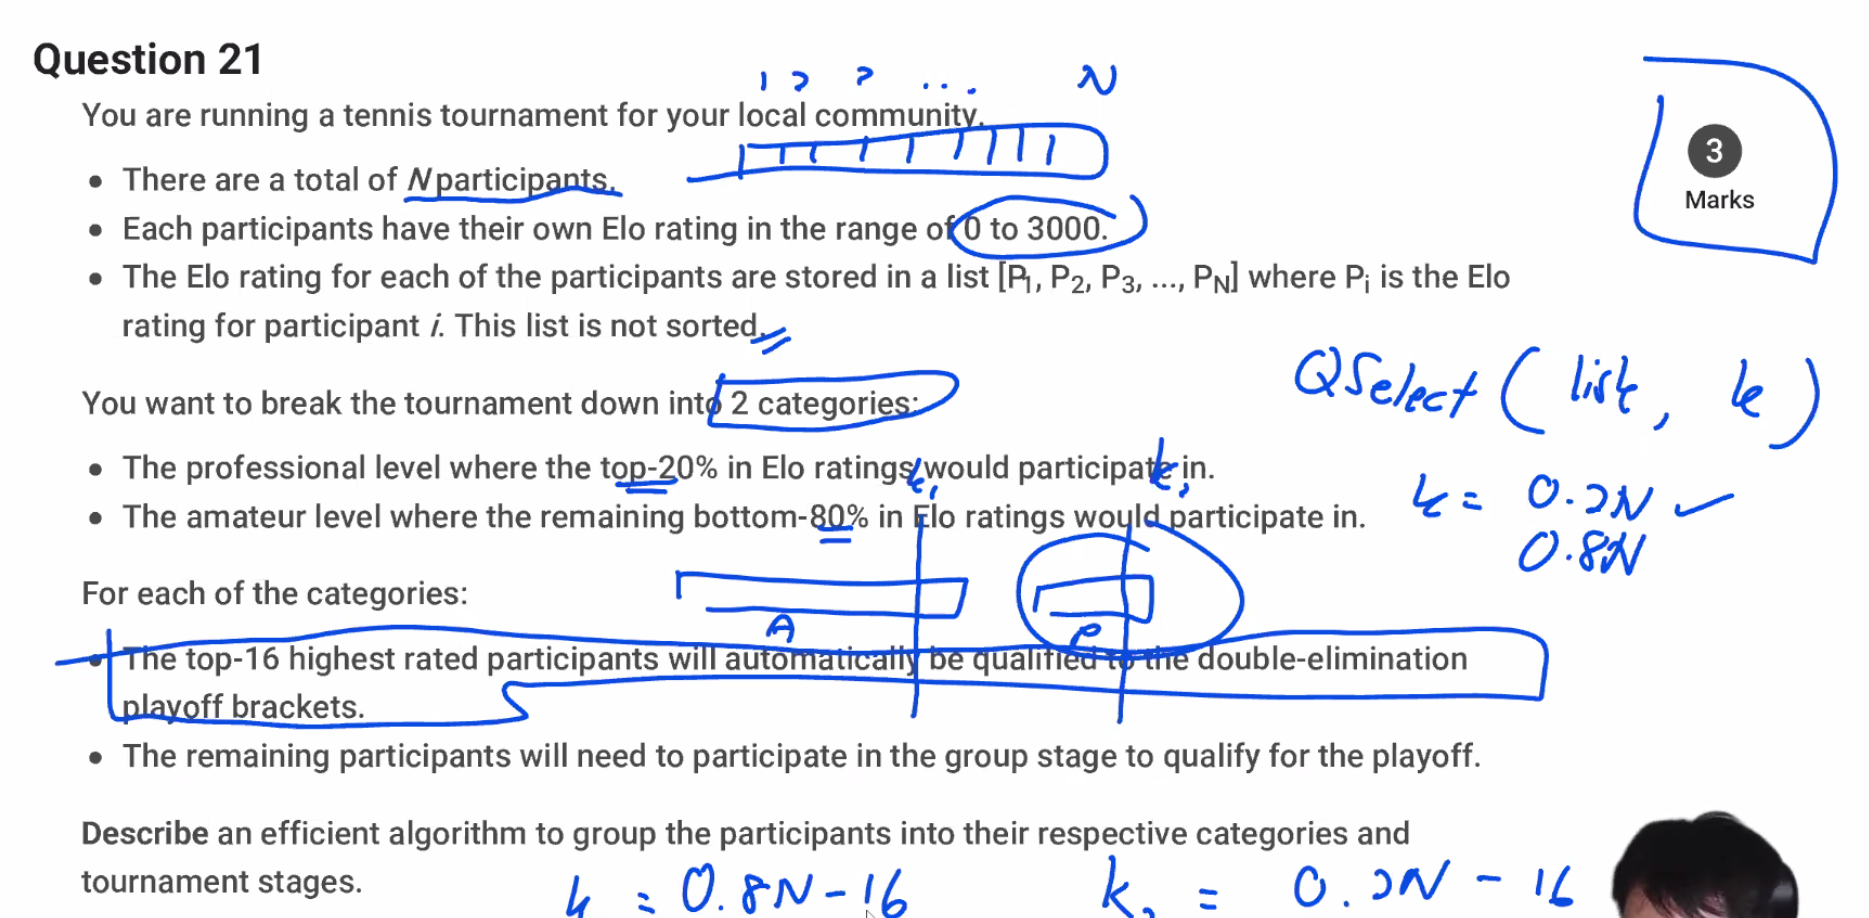 Question 21
1 2 ? ... N
You are running a tennis tournament for your local community.
3
Marks
• There are a total of N participants.
• Each participants have their own Elo rating in the range of 0 to 3000.
• The Elo rating for each of the participants are stored in a list [P1, P2, P3, ..., PN] where Pi is the Elo
rating for participant i. This list is not sorted.
QSelect ( list, k )
You want to break the tournament down into 2 categories:
• The professional level where the top-20% in Elo ratings would participate in.
k = 0.2N
• The amateur level where the remaining bottom-80% in Elo ratings would participate in.
0.8N
For each of the categories:
A P
• The top-16 highest rated participants will automatically be qualified to the double-elimination
playoff brackets.
• The remaining participants will need to participate in the group stage to qualify for the playoff.
Describe an efficient algorithm to group the participants into their respective categories and
tournament stages.
k = 0.8N - 16 k2 = 0.2N - 16